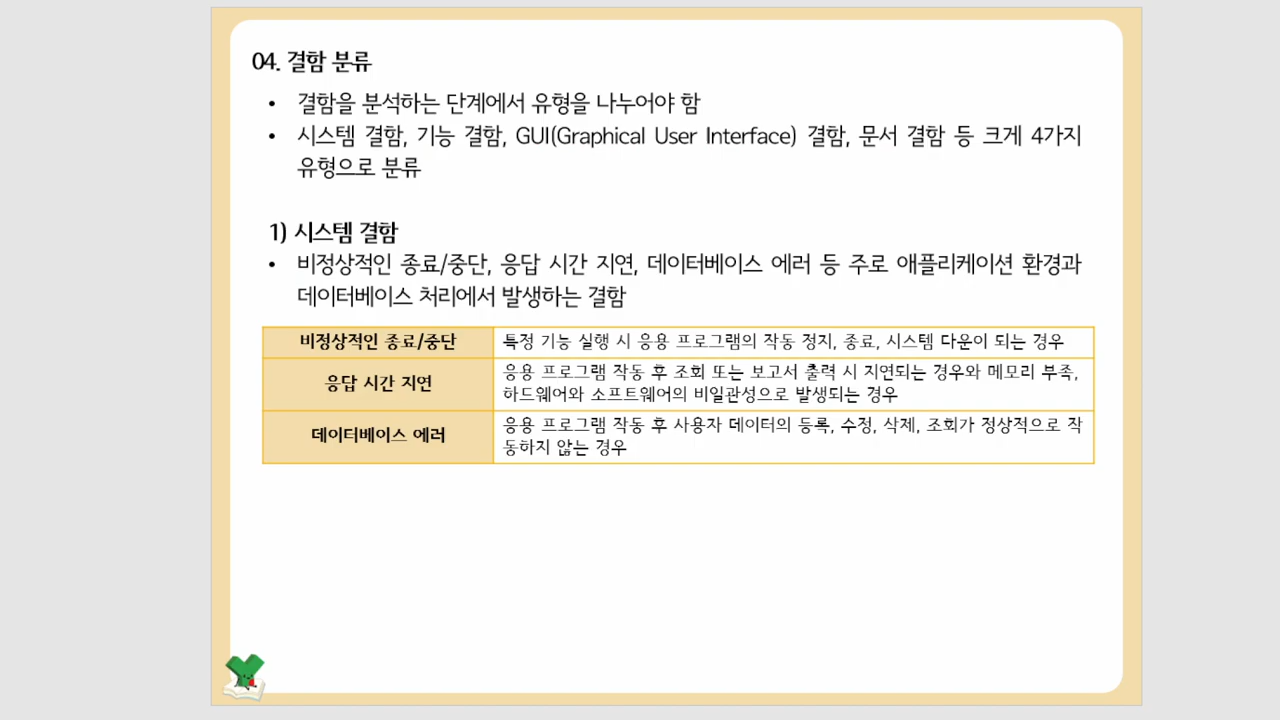 04. 결함 분류
• 결함을 분석하는 단계에서 유형을 나누어야 함
• 시스템 결함, 기능 결함, GUI(Graphical User Interface) 결함, 문서 결함 등 크게 4가지
유형으로 분류
1) 시스템 결함
• 비정상적인 종료/중단, 응답 시간 지연, 데이터베이스 에러 등 주로 애플리케이션 환경과
데이터베이스 처리에서 발생하는 결함
비정상적인 종료/중단
특정 기능 실행 시 응용 프로그램의 작동 정지, 종료, 시스템 다운이 되는 경우
응답 시간 지연
응용 프로그램 작동 후 조회 또는 보고서 출력 시 지연되는 경우와 메모리 부족,
하드웨어와 소프트웨어의 비일관성으로 발생되는 경우
데이터베이스 에러
응용 프로그램 작동 후 사용자 데이터의 등록, 수정, 삭제, 조회가 정상적으로 작
동하지 않는 경우